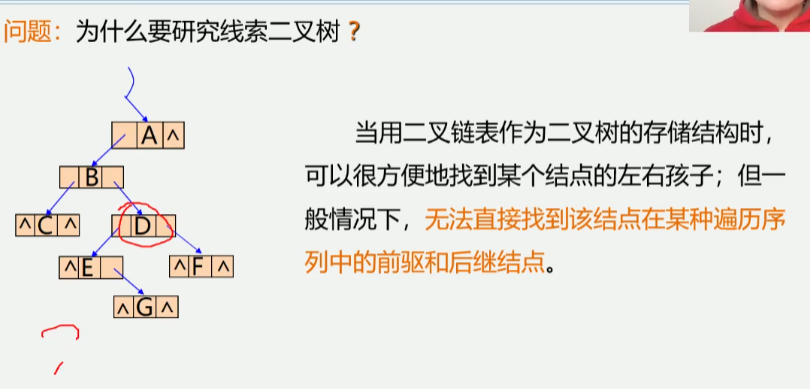 问题：为什么要研究线索二叉树？
当用二叉链表作为二叉树的存储结构时，
可以很方便地找到某个结点的左右孩子；但一
般情况下，无法直接找到该结点在某种遍历序
列中的前驱和后继结点。
A ∧
B
∧ C ∧
D
∧ E
∧ F ∧
∧ G ∧